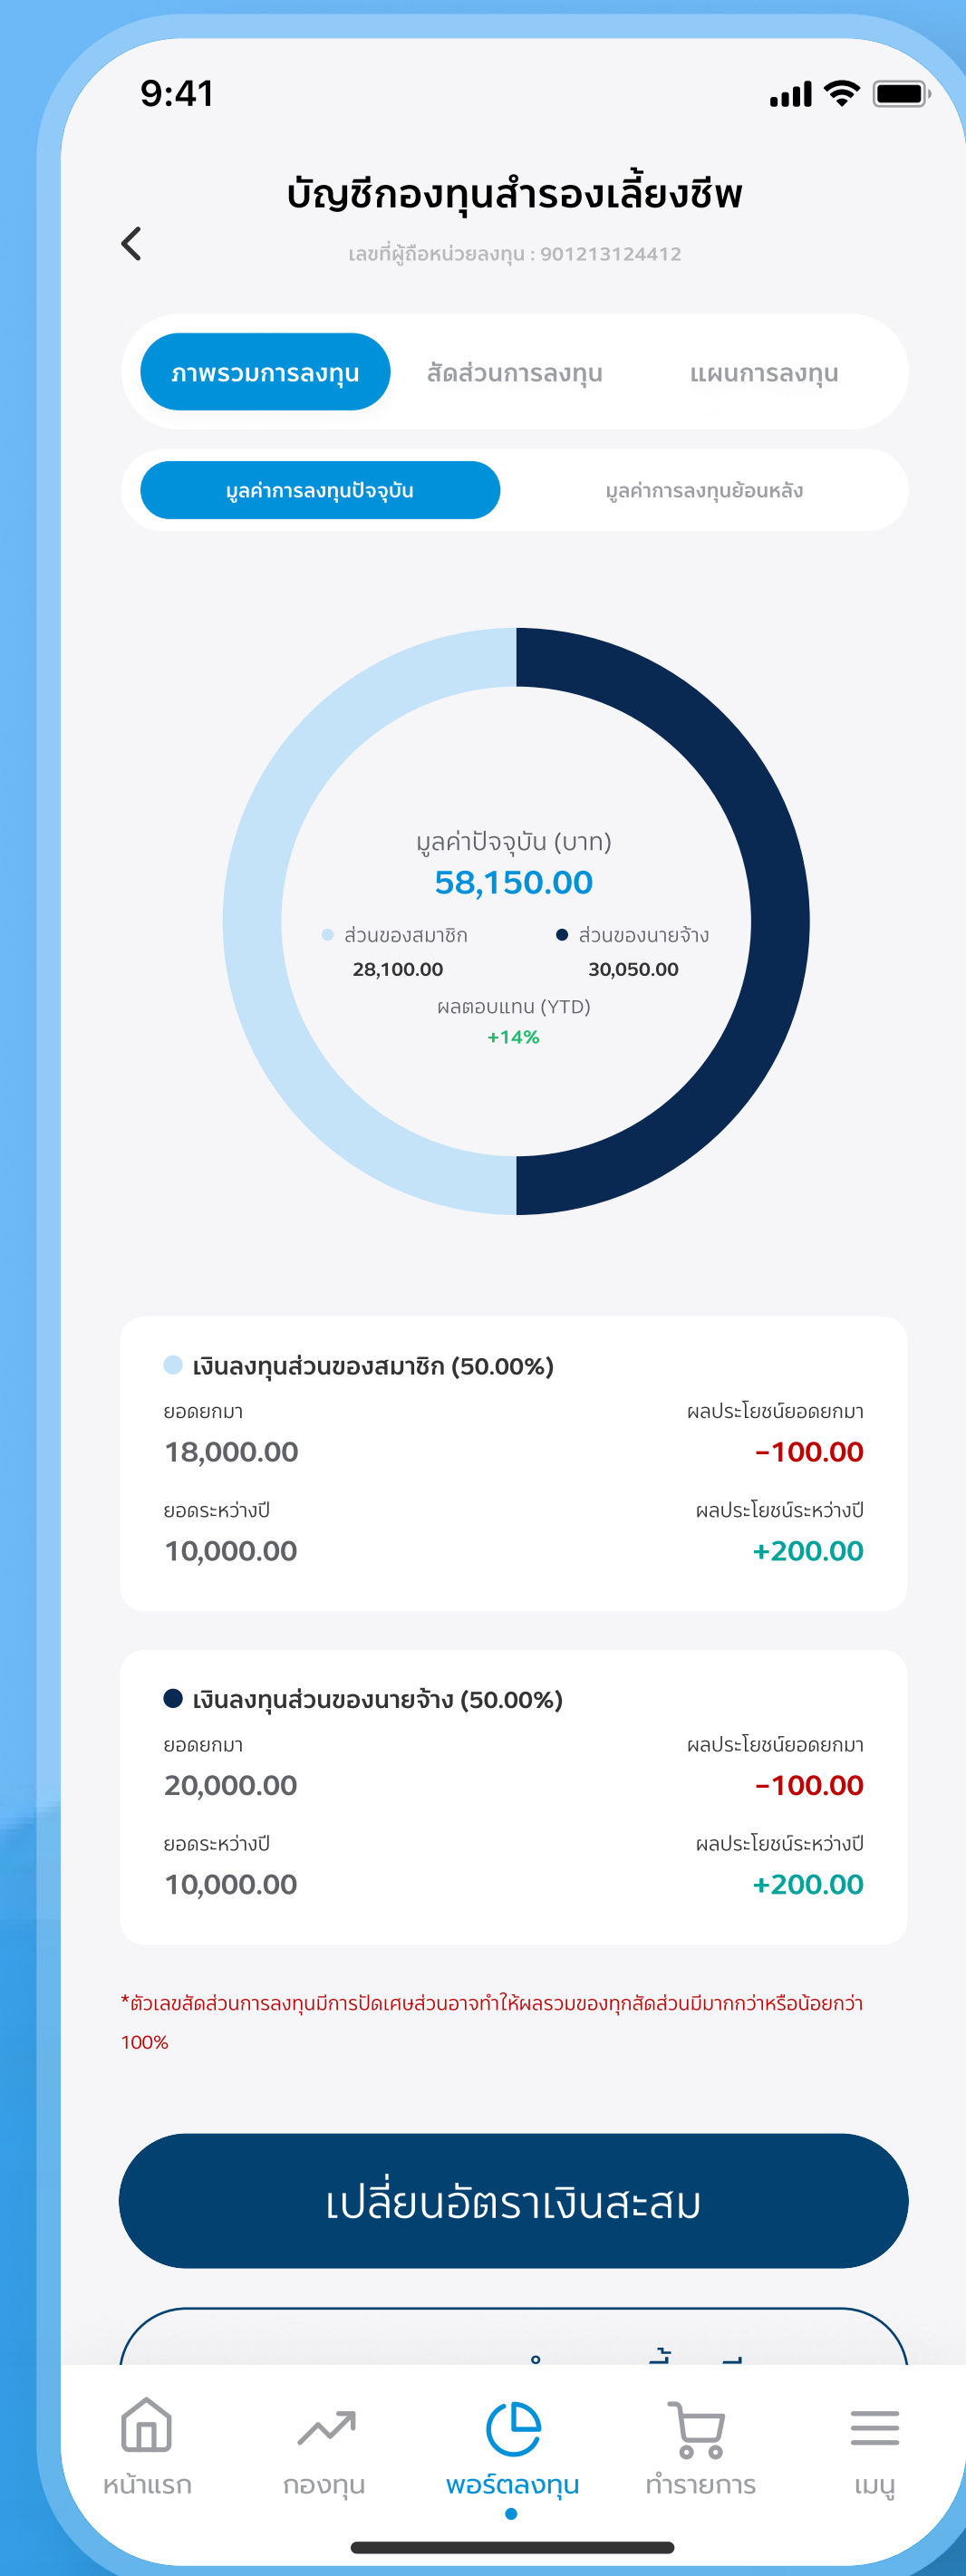 9:41
บัญชีกองทุนสำรองเลี้ยงชีพ
เลขที่ผู้ถือหน่วยลงทุน : 901213124412
ภาพรวมการลงทุน สัดส่วนการลงทุน แผนการลงทุน
มูลค่าการลงทุนปัจจุบัน มูลค่าการลงทุนย้อนหลัง
มูลค่าปัจจุบัน (บาท)
58,150.00
ส่วนของสมาชิก ส่วนของนายจ้าง
28,100.00 30,050.00
ผลตอบแทน (YTD)
+14%
เงินลงทุนส่วนของสมาชิก (50.00%)
ยอดยกมา ผลประโยชน์ยอดยกมา
18,000.00 -100.00
ยอดระหว่างปี ผลประโยชน์ระหว่างปี
10,000.00 +200.00
เงินลงทุนส่วนของนายจ้าง (50.00%)
ยอดยกมา ผลประโยชน์ยอดยกมา
20,000.00 -100.00
ยอดระหว่างปี ผลประโยชน์ระหว่างปี
10,000.00 +200.00
*ตัวเลขสัดส่วนการลงทุนมีการปัดเศษส่วนอาจทำให้ผลรวมของทุกสัดส่วนมีมากกว่าหรือน้อยกว่า
100%
เปลี่ยนอัตราเงินสะสม
หน้าแรก กองทุน พอร์ตลงทุน ทำรายการ เมนู